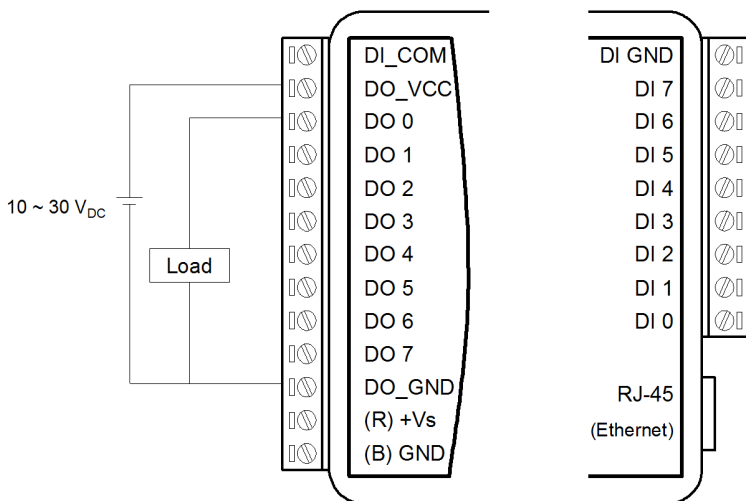 DI_COM
DO_VCC
DO 0
DO 1
DO 2
DO 3
DO 4
DO 5
DO 6
DO 7
DO_GND
(R) +Vs
(B) GND
10 ~ 30 VDC
Load
DI GND
DI 7
DI 6
DI 5
DI 4
DI 3
DI 2
DI 1
DI 0
RJ-45
(Ethernet)